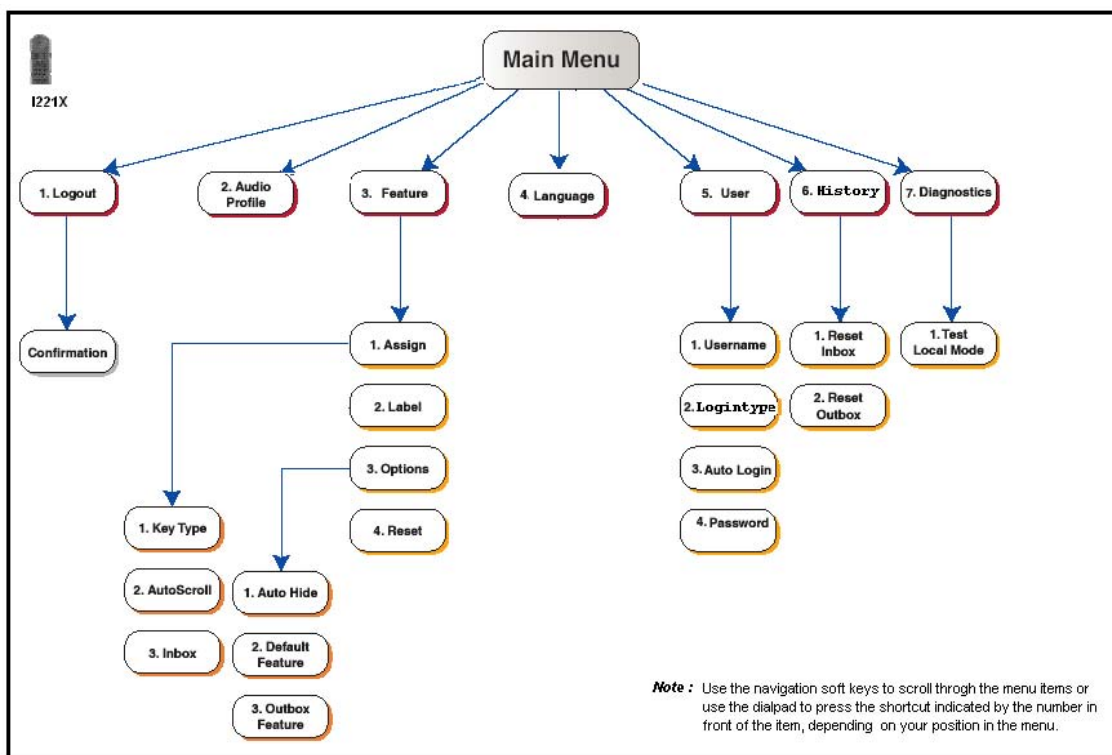 Main Menu
I221X
1. Logout
2. Audio
Profile
3. Feature
4. Language
5. User
6. History
7. Diagnostics
Confirmation
1. Assign
2. Label
3. Options
4. Reset
1. Key Type
2. AutoScroll
3. Inbox
1. Auto Hide
2. Default
Feature
3. Outbox
Feature
1. Username
2. Logintype
3. Auto Login
4. Password
1. Reset
Inbox
2. Reset
Outbox
1. Test
Local Mode
Note : Use the navigation soft keys to scroll throgh the menu items or
use the dialpad to press the shortcut indicated by the number in
front of the item, depending on your position in the menu.